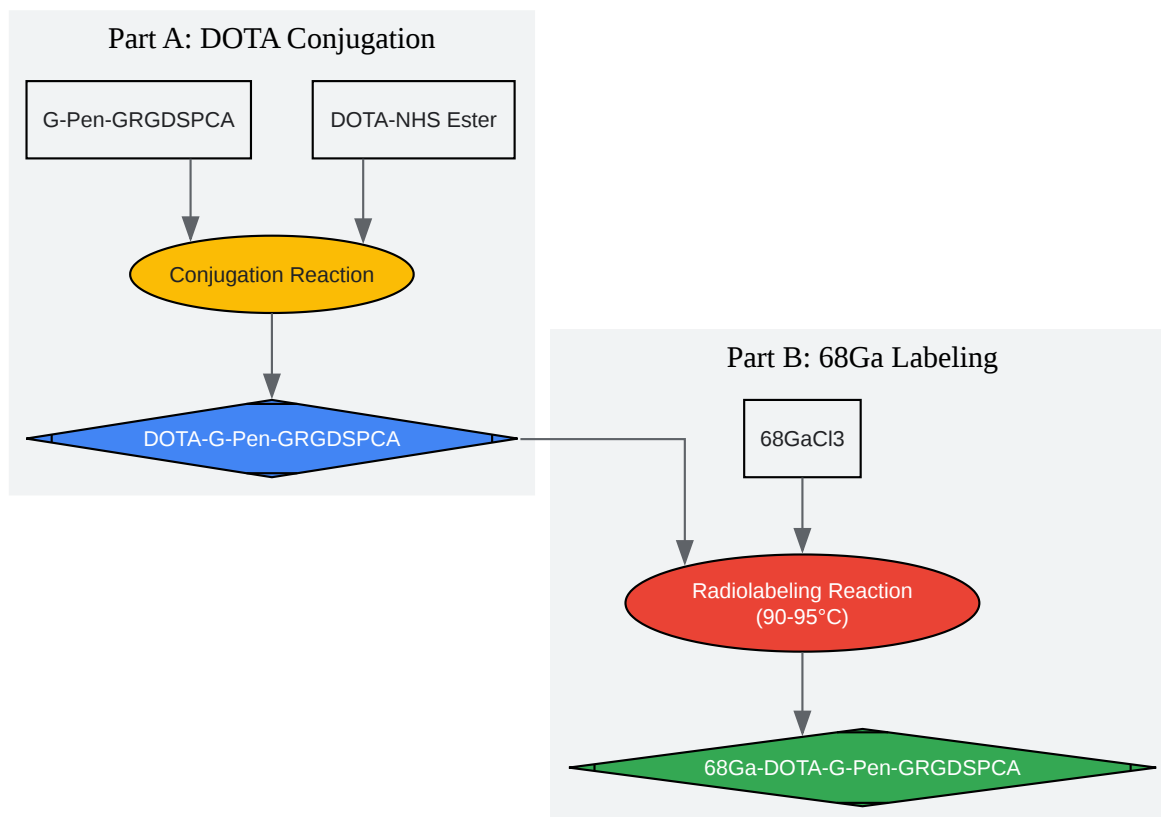 Part A: DOTA Conjugation
G-Pen-GRGDSPCA
DOTA-NHS Ester
Conjugation Reaction
DOTA-G-Pen-GRGDSPCA
Part B: 68Ga Labeling
68GaCl3
Radiolabeling Reaction
(90-95°C)
68Ga-DOTA-G-Pen-GRGDSPCA